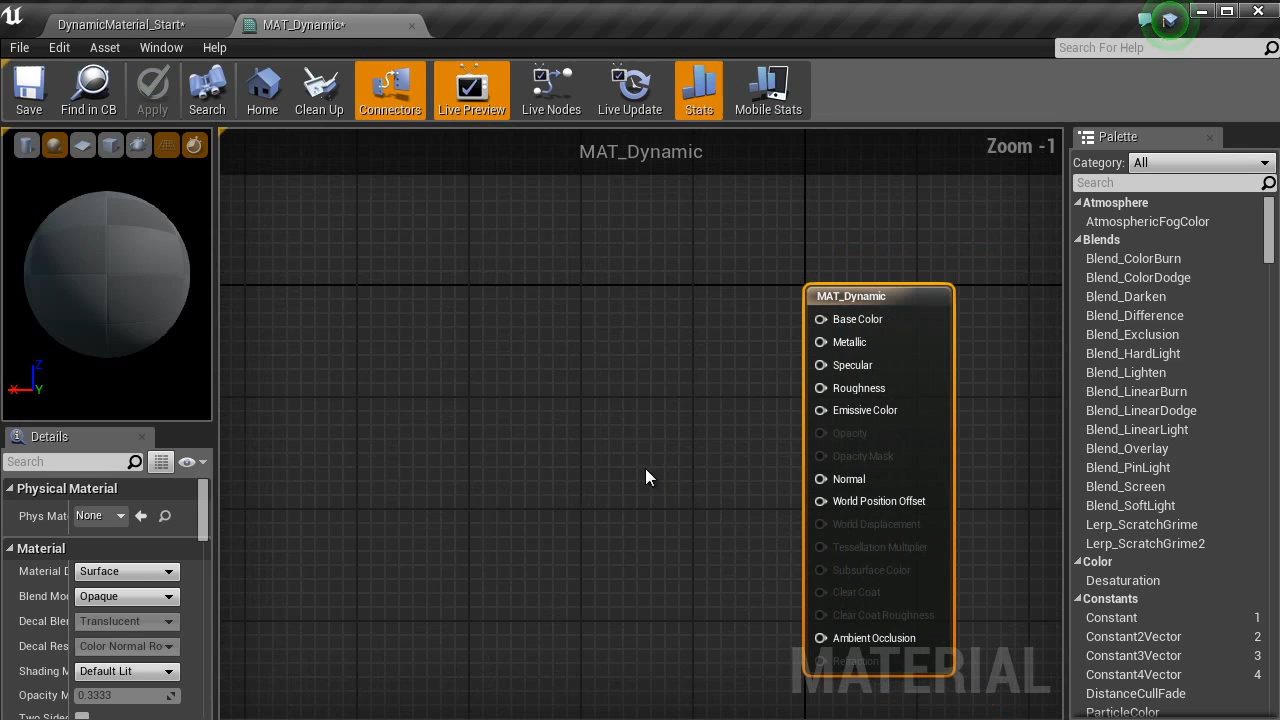 DynamicMaterial_Start*
MAT_Dynamic*
File Edit Asset Window Help
Search For Help
Save
Find in CB
Apply
Search
Home
Clean Up
Connectors
Live Preview
Live Nodes
Live Update
Stats
Mobile Stats
MAT_Dynamic
Zoom -1
X
Y
Z
Details
Search
Physical Material
Phys Mat
None
Material
Material D
Surface
Blend Mo
Opaque
Decal Ble
Translucent
Decal Res
Color Normal Ro
Shading M
Default Lit
Opacity M
0.3333
Two Sided
MAT_Dynamic
Base Color
Metallic
Specular
Roughness
Emissive Color
Opacity
Opacity Mask
Normal
World Position Offset
World Displacement
Tessellation Multiplier
Subsurface Color
Clear Coat
Clear Coat Roughness
Ambient Occlusion
Refraction
MATERIAL
Palette
Category: All
Search
Atmosphere
AtmosphericFogColor
Blends
Blend_ColorBurn
Blend_ColorDodge
Blend_Darken
Blend_Difference
Blend_Exclusion
Blend_HardLight
Blend_Lighten
Blend_LinearBurn
Blend_LinearDodge
Blend_LinearLight
Blend_Overlay
Blend_PinLight
Blend_Screen
Blend_SoftLight
Lerp_ScratchGrime
Lerp_ScratchGrime2
Color
Desaturation
Constants
Constant 1
Constant2Vector 2
Constant3Vector 3
Constant4Vector 4
DistanceCullFade
ParticleColor